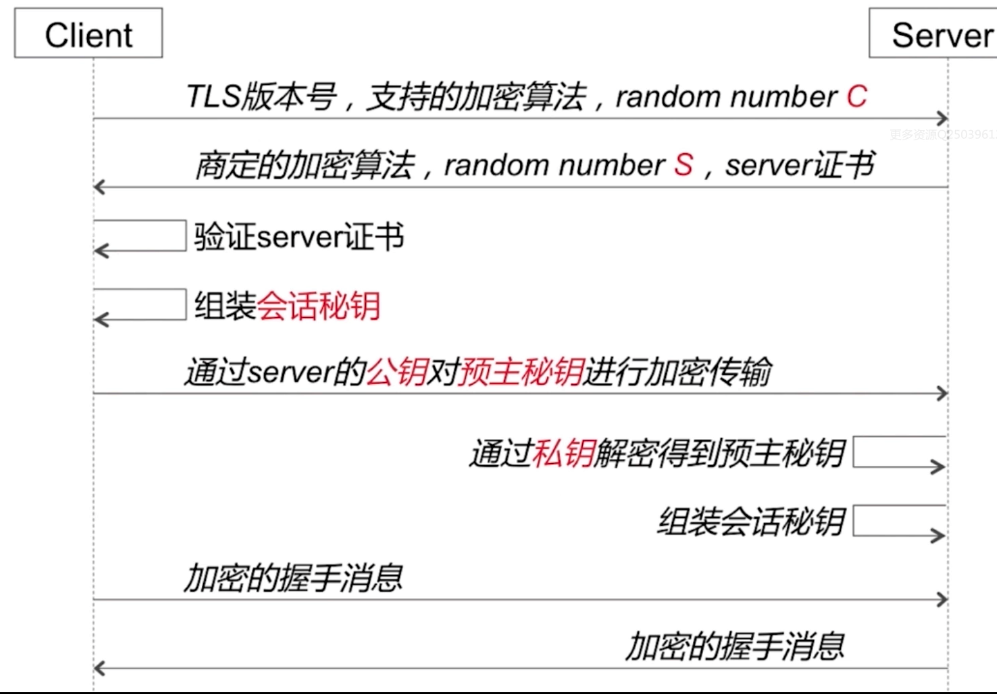 Client
Server
TLS版本号，支持的加密算法，random number C
商定的加密算法，random number S，server证书
验证server证书
组装会话秘钥
通过server的公钥对预主秘钥进行加密传输
通过私钥解密得到预主秘钥
组装会话秘钥
加密的握手消息
加密的握手消息